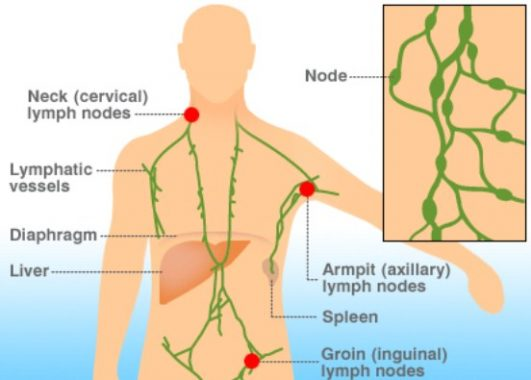 Node
Neck (cervical)
lymph nodes
Lymphatic
vessels
Diaphragm
Liver
Armpit (axillary)
lymph nodes
Spleen
Groin (inguinal)
lymph nodes